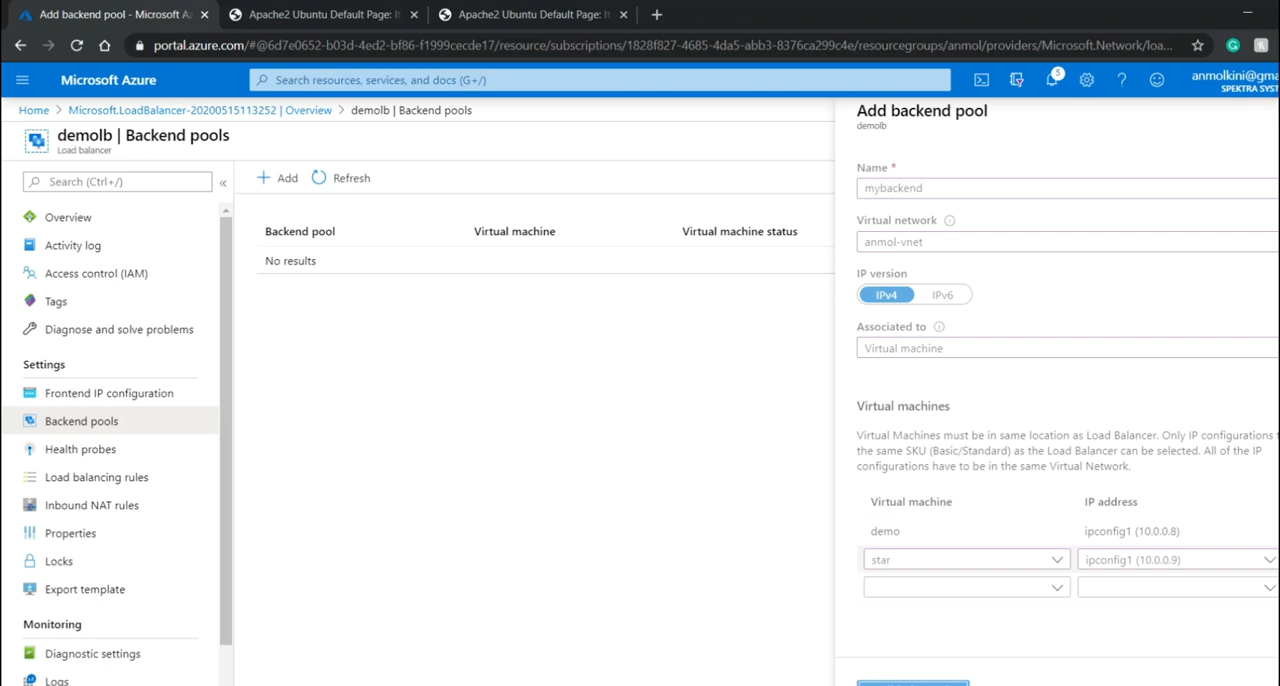 Add backend pool - Microsoft Az
Apache2 Ubuntu Default Page: It
Apache2 Ubuntu Default Page: It
portal.azure.com/#@6d7e0652-b03d-4ed2-bf86-f1999cecde17/resource/subscriptions/1828f827-4685-4da5-abb3-8376ca299c4e/resourcegroups/anmol/providers/Microsoft.Network/loa...
Microsoft Azure
Search resources, services, and docs (G+/)
5
anmolkini@gma
SPEKTRA SYST
Home > Microsoft.LoadBalancer-20200515113252 | Overview > demolb | Backend pools
demolb | Backend pools
Load balancer
Search (Ctrl+/)
«
Overview
Activity log
Access control (IAM)
Tags
Diagnose and solve problems
Settings
Frontend IP configuration
Backend pools
Health probes
Load balancing rules
Inbound NAT rules
Properties
Locks
Export template
Monitoring
Diagnostic settings
Logs
Add Refresh
Backend pool Virtual machine Virtual machine status
No results
Add backend pool
demolb
Name *
mybackend
Virtual network
anmol-vnet
IP version
IPv4 IPv6
Associated to
Virtual machine
Virtual machines
Virtual Machines must be in same location as Load Balancer. Only IP configurations
the same SKU (Basic/Standard) as the Load Balancer can be selected. All of the IP
configurations have to be in the same Virtual Network.
Virtual machine IP address
demo ipconfig1 (10.0.0.8)
star ipconfig1 (10.0.0.9)